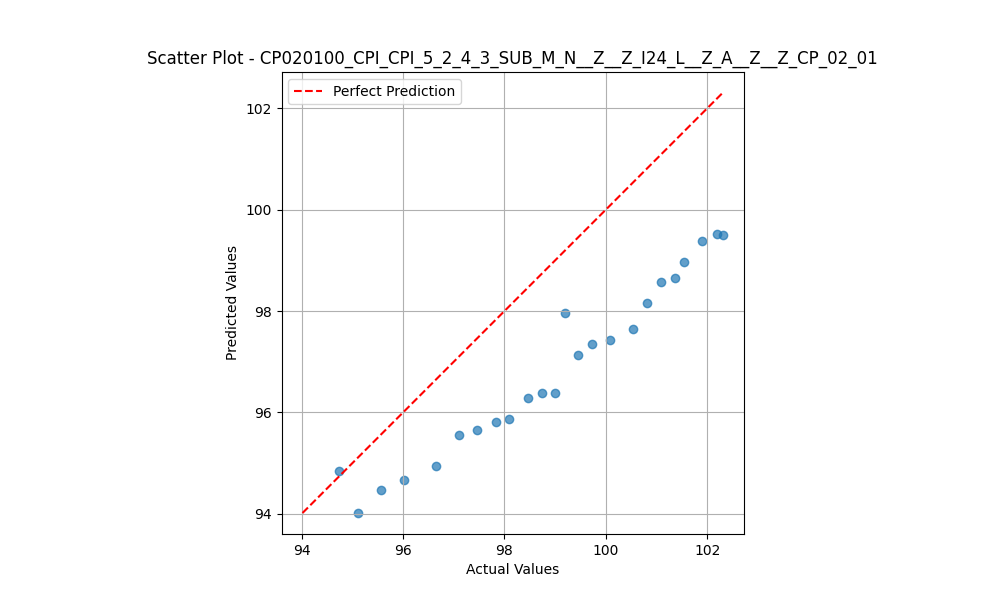 Scatter Plot - CP020100_CPI_CPI_5_2_4_3_SUB_M_N__Z__Z_I24_L__Z_A__Z__Z_CP_02_01
Perfect Prediction
102
100
98
96
94
Predicted Values
94 96 98 100 102
Actual Values